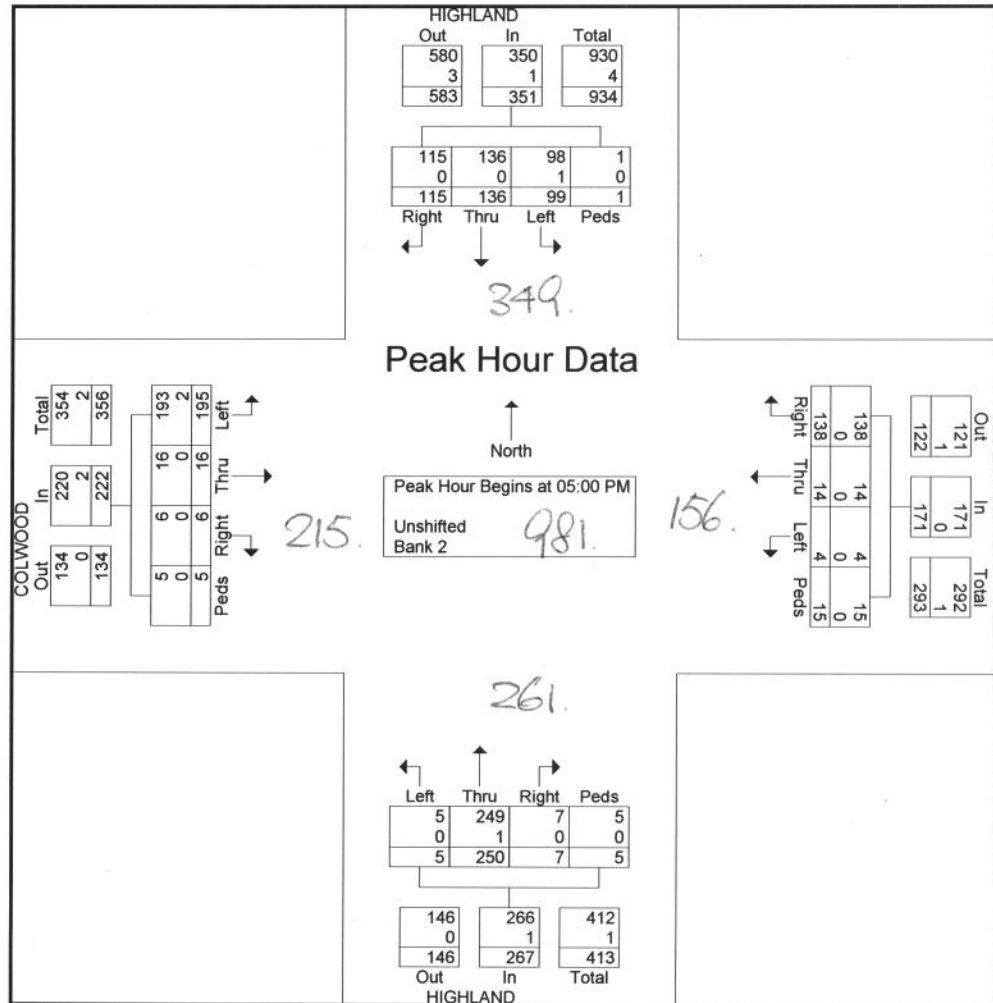 HIGHLAND
Out In Total
580 350 930
3 1 4
583 351 934
115 136 98 1
0 0 1 0
115 136 99 1
Right Thru Left Peds
349.
Peak Hour Data
North
Peak Hour Begins at 05:00 PM
Unshifted
Bank 2
981.
COLWOOD
Total In Out
354 220 134
2 2 0
356 222 134
193 16 6 5
2 0 0 0
195 16 6 5
Left Thru Right Peds
215.
156.
Right Thru Left Peds
138 14 4 15
0 0 0 0
138 14 4 15
Out In Total
121 171 292
1 0 1
122 171 293
261.
Left Thru Right Peds
5 249 7 5
0 1 0 0
5 250 7 5
146 266 412
0 1 1
146 267 413
Out In Total
HIGHLAND